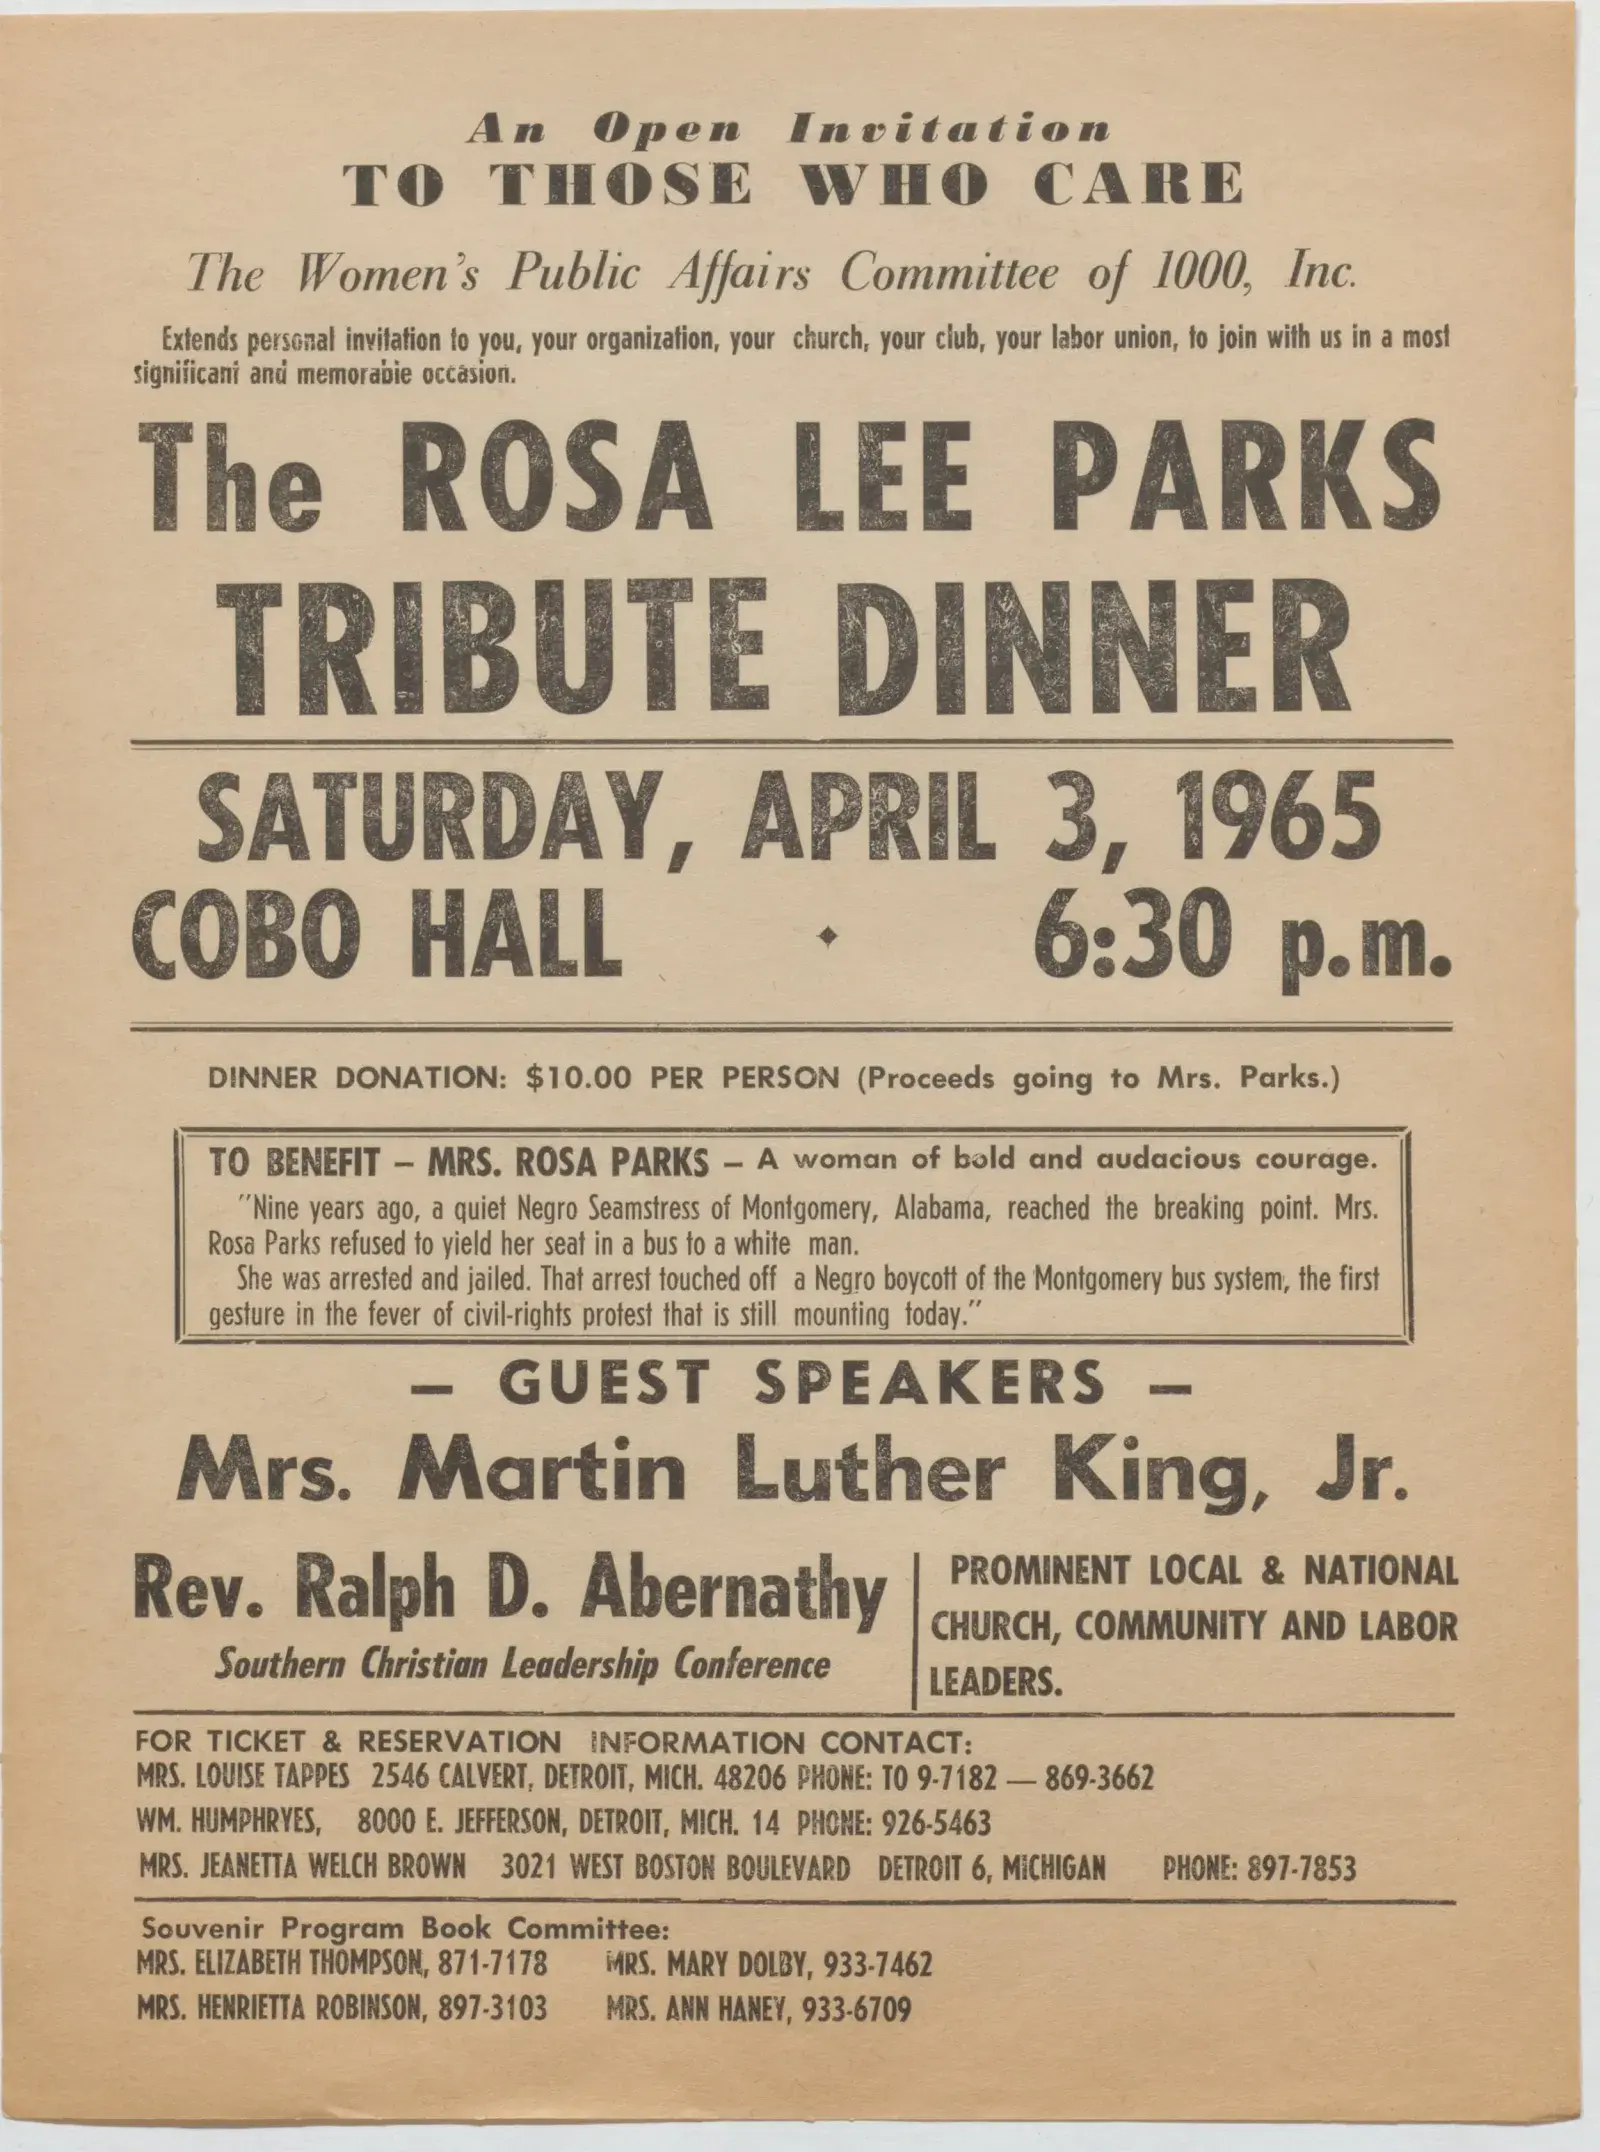 An Open Invitation
TO THOSE WHO CARE
The Women's Public Affairs Committee of 1000, Inc.
Extends personal invitation to you, your organization, your church, your club, your labor union, to join with us in a most
significant and memorable occasion.
The ROSA LEE PARKS
TRIBUTE DINNER
SATURDAY, APRIL 3, 1965
COBO HALL ✦ 6:30 p.m.
DINNER DONATION: $10.00 PER PERSON (Proceeds going to Mrs. Parks.)
TO BENEFIT – MRS. ROSA PARKS – A woman of bold and audacious courage.
"Nine years ago, a quiet Negro Seamstress of Montgomery, Alabama, reached the breaking point. Mrs.
Rosa Parks refused to yield her seat in a bus to a white man.
She was arrested and jailed. That arrest touched off a Negro boycott of the Montgomery bus system, the first
gesture in the fever of civil-rights protest that is still mounting today."
– GUEST SPEAKERS –
Mrs. Martin Luther King, Jr.
Rev. Ralph D. Abernathy
Southern Christian Leadership Conference
PROMINENT LOCAL & NATIONAL
CHURCH, COMMUNITY AND LABOR
LEADERS.
FOR TICKET & RESERVATION INFORMATION CONTACT:
MRS. LOUISE TAPPES 2546 CALVERT, DETROIT, MICH. 48206 PHONE: TO 9-7182 — 869-3662
WM. HUMPHRYES, 8000 E. JEFFERSON, DETROIT, MICH. 14 PHONE: 926-5463
MRS. JEANETTA WELCH BROWN 3021 WEST BOSTON BOULEVARD DETROIT 6, MICHIGAN PHONE: 897-7853
Souvenir Program Book Committee:
MRS. ELIZABETH THOMPSON, 871-7178 MRS. MARY DOLBY, 933-7462
MRS. HENRIETTA ROBINSON, 897-3103 MRS. ANN HANEY, 933-6709